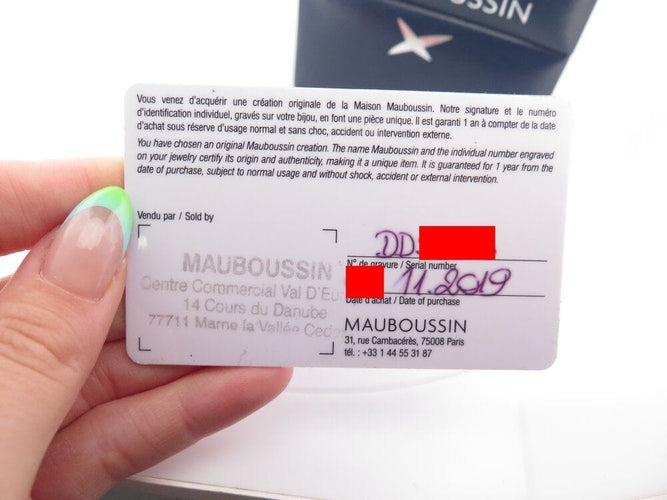 OUSSIN
Vous venez d'acquérir une création originale de la Maison Mauboussin. Notre signature et le numéro
d'identification individuel, gravés sur votre bijou, en font une pièce unique. Il est garanti 1 an à compter de la date
d'achat sous réserve d'usage normal et sans choc, accident ou intervention externe.
You have chosen an original Mauboussin creation. The name Mauboussin and the individual number engraved
on your jewelry certify its origin and authenticity, making it a unique item. It is guaranteed for 1 year from the
date of purchase, subject to normal usage and without shock, accident or external intervention.
Vendu par / Sold by
MAUBOUSSIN
Centre Commercial Val D'Eu
14 Cours du Danube
77711 Marne la Vallée Cede
DD
N° de gravure / Serial number
11.2019
Date d'achat / Date of purchase
MAUBOUSSIN
31, rue Cambacérès, 75008 Paris
tél. : +33 1 44 55 31 87